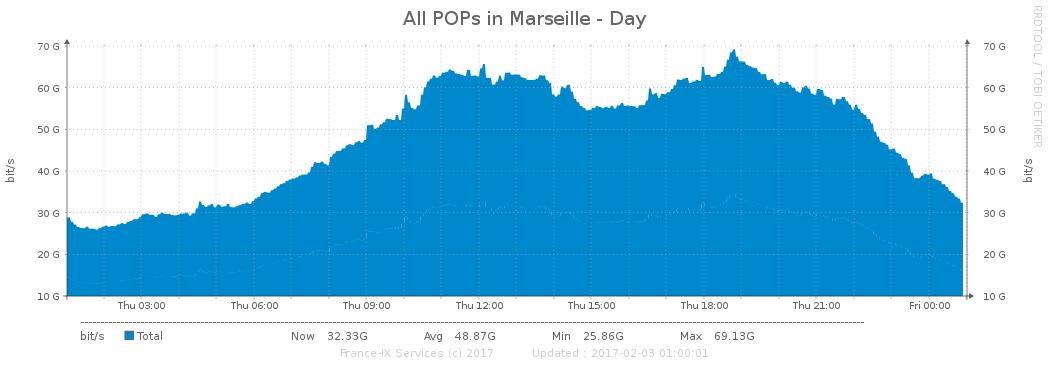 All POPs in Marseille - Day
RRDTOOL / TOBI OETIKER
70 G 70 G
60 G 60 G
50 G 50 G
40 G 40 G
30 G 30 G
20 G 20 G
10 G 10 G
bit/s bit/s
Thu 03:00 Thu 06:00 Thu 09:00 Thu 12:00 Thu 15:00 Thu 18:00 Thu 21:00 Fri 00:00
bit/s Total Now 32.33G Avg 48.87G Min 25.86G Max 69.13G
France-IX Services (c) 2017 Updated : 2017-02-03 01:00:01